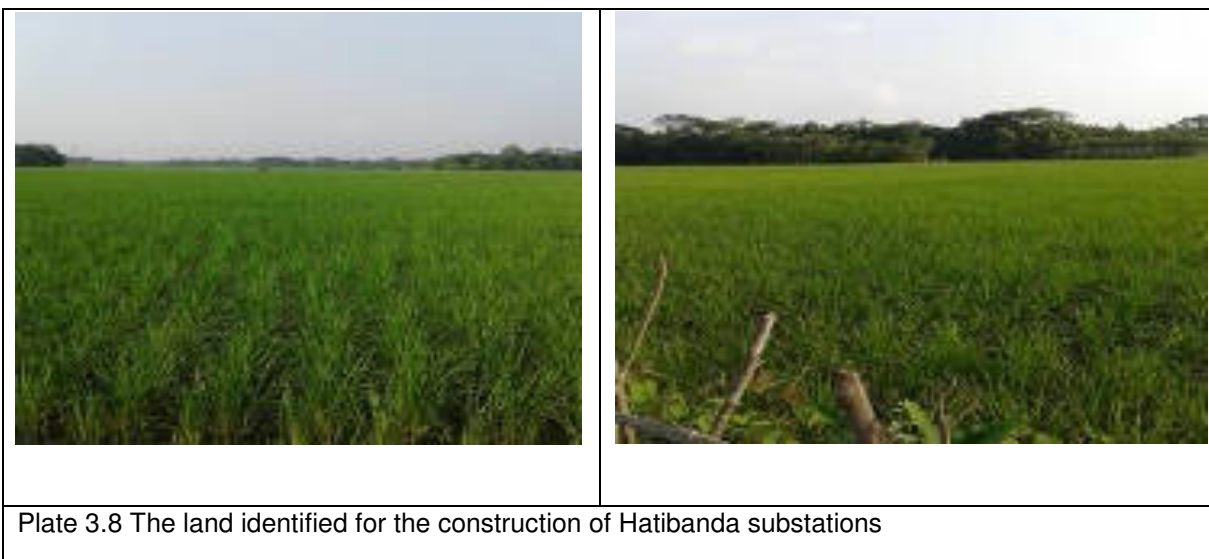 Plate 3.8 The land identified for the construction of Hatibanda substations